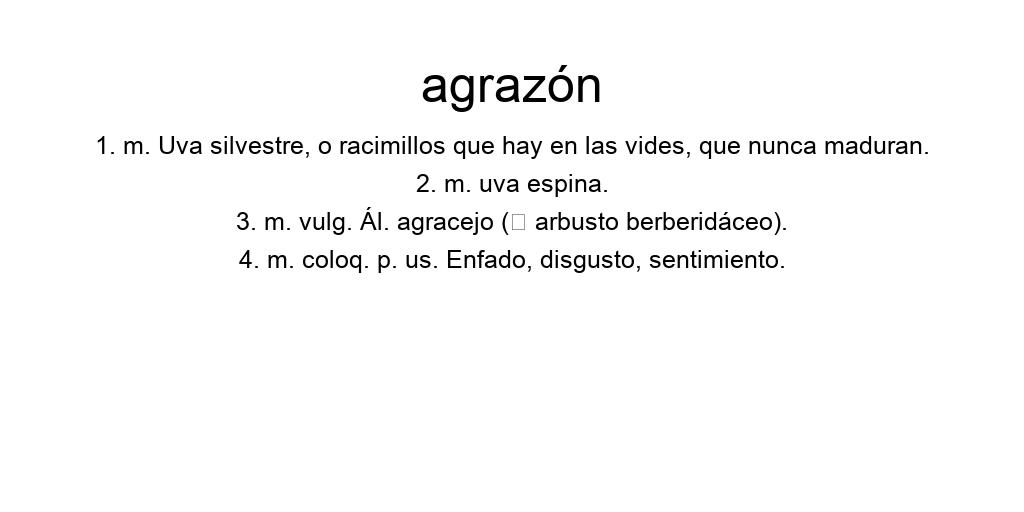 agrazón
1. m. Uva silvestre, o racimillos que hay en las vides, que nunca maduran.
2. m. uva espina.
3. m. vulg. Ál. agracejo (□ arbusto berberidáceo).
4. m. coloq. p. us. Enfado, disgusto, sentimiento.